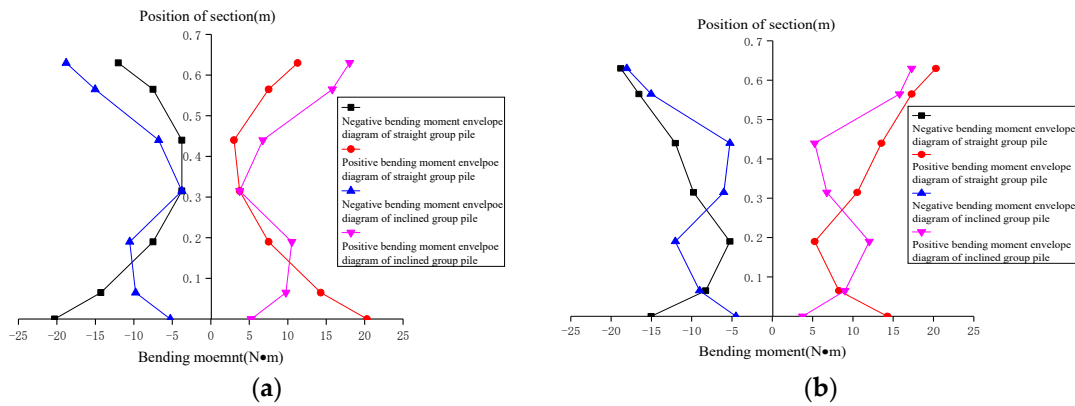 Position of section(m)
0.7
0.6
0.5
0.4
0.3
0.2
0.1
-25 -20 -15 -10 -5 0 5 10 15 20 25
Bending moemnt(N●m)
Negative bending moment envelope
diagram of straight group pile
Positive bending moment envelpoe
diagram of straight group pile
Negative bending moment envelpoe
diagram of inclined group pile
Positive bending moment envelpoe
diagram of inclined group pile
(a)
Position of section(m)
0.7
0.6
0.5
0.4
0.3
0.2
0.1
-25 -20 -15 -10 -5 0 5 10 15 20 25
Bending moment(N●m)
Negative bending moment envelope
diagram of straight group pile
Positive bending moment envelope
diagram of straight group pile
Negative bending moment envelope
diagram of inclined group pile
Positive bending moment envelope
diagram of inclined group pile
(b)